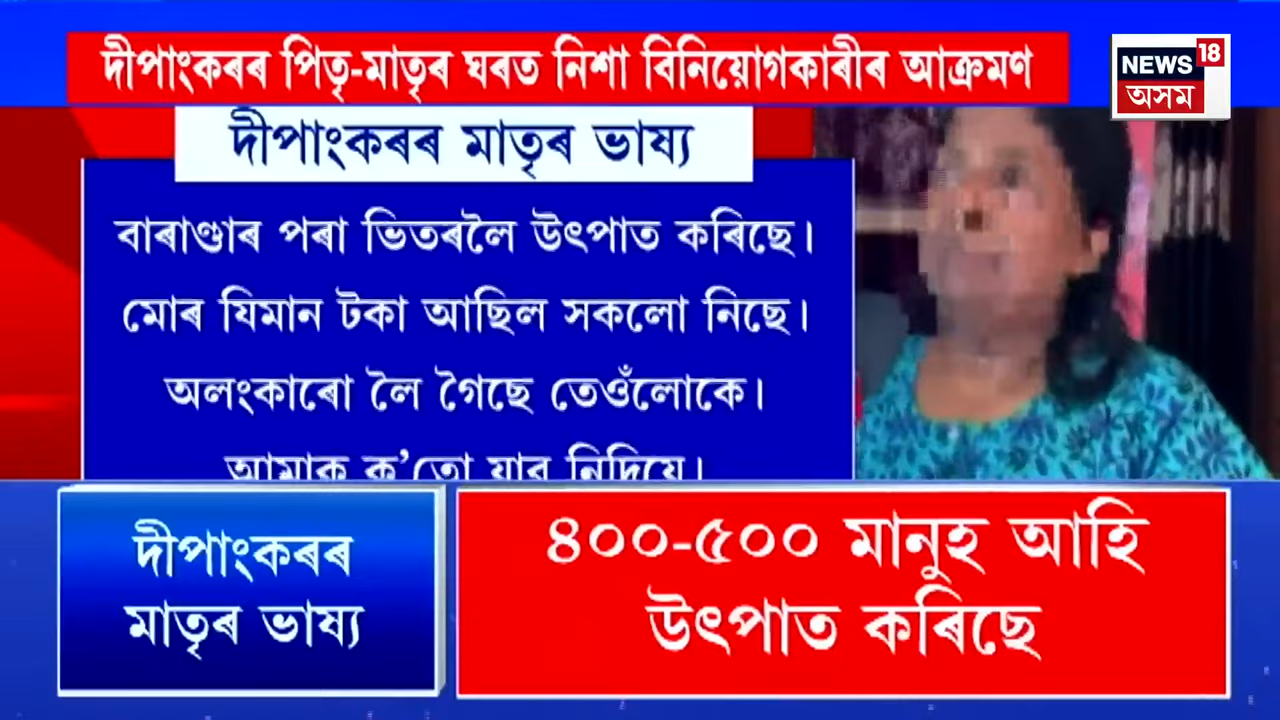 দীপাংকৰৰ পিতৃ-মাতৃৰ ঘৰত নিশা বিনিয়োগকাৰীৰ আক্ৰমণ
NEWS 18
অসম
দীপাংকৰৰ মাতৃৰ ভাষ্য
বাৰাণ্ডাৰ পৰা ভিতৰলৈ উৎপাত কৰিছে।
মোৰ যিমান টকা আছিল সকলো নিছে।
অলংকাৰো লৈ গৈছে তেওঁলোকে।
আমাক ক'তো যাব নিদিয়ে।
দীপাংকৰৰ
মাতৃৰ ভাষ্য
৪০০-৫০০ মানুহ আহি
উৎপাত কৰিছে